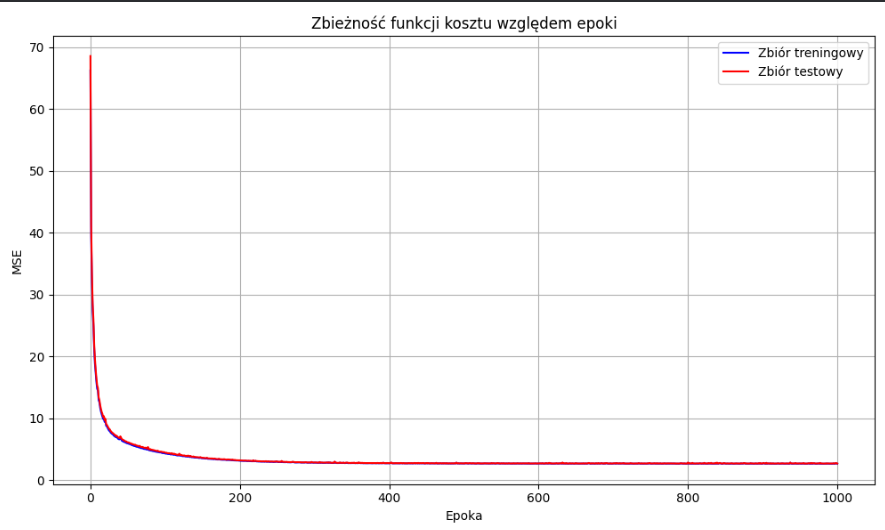 Zbieżność funkcji kosztu względem epoki
70
60
50
40
30
20
10
0
MSE
Zbiór treningowy
Zbiór testowy
0 200 400 600 800 1000
Epoka